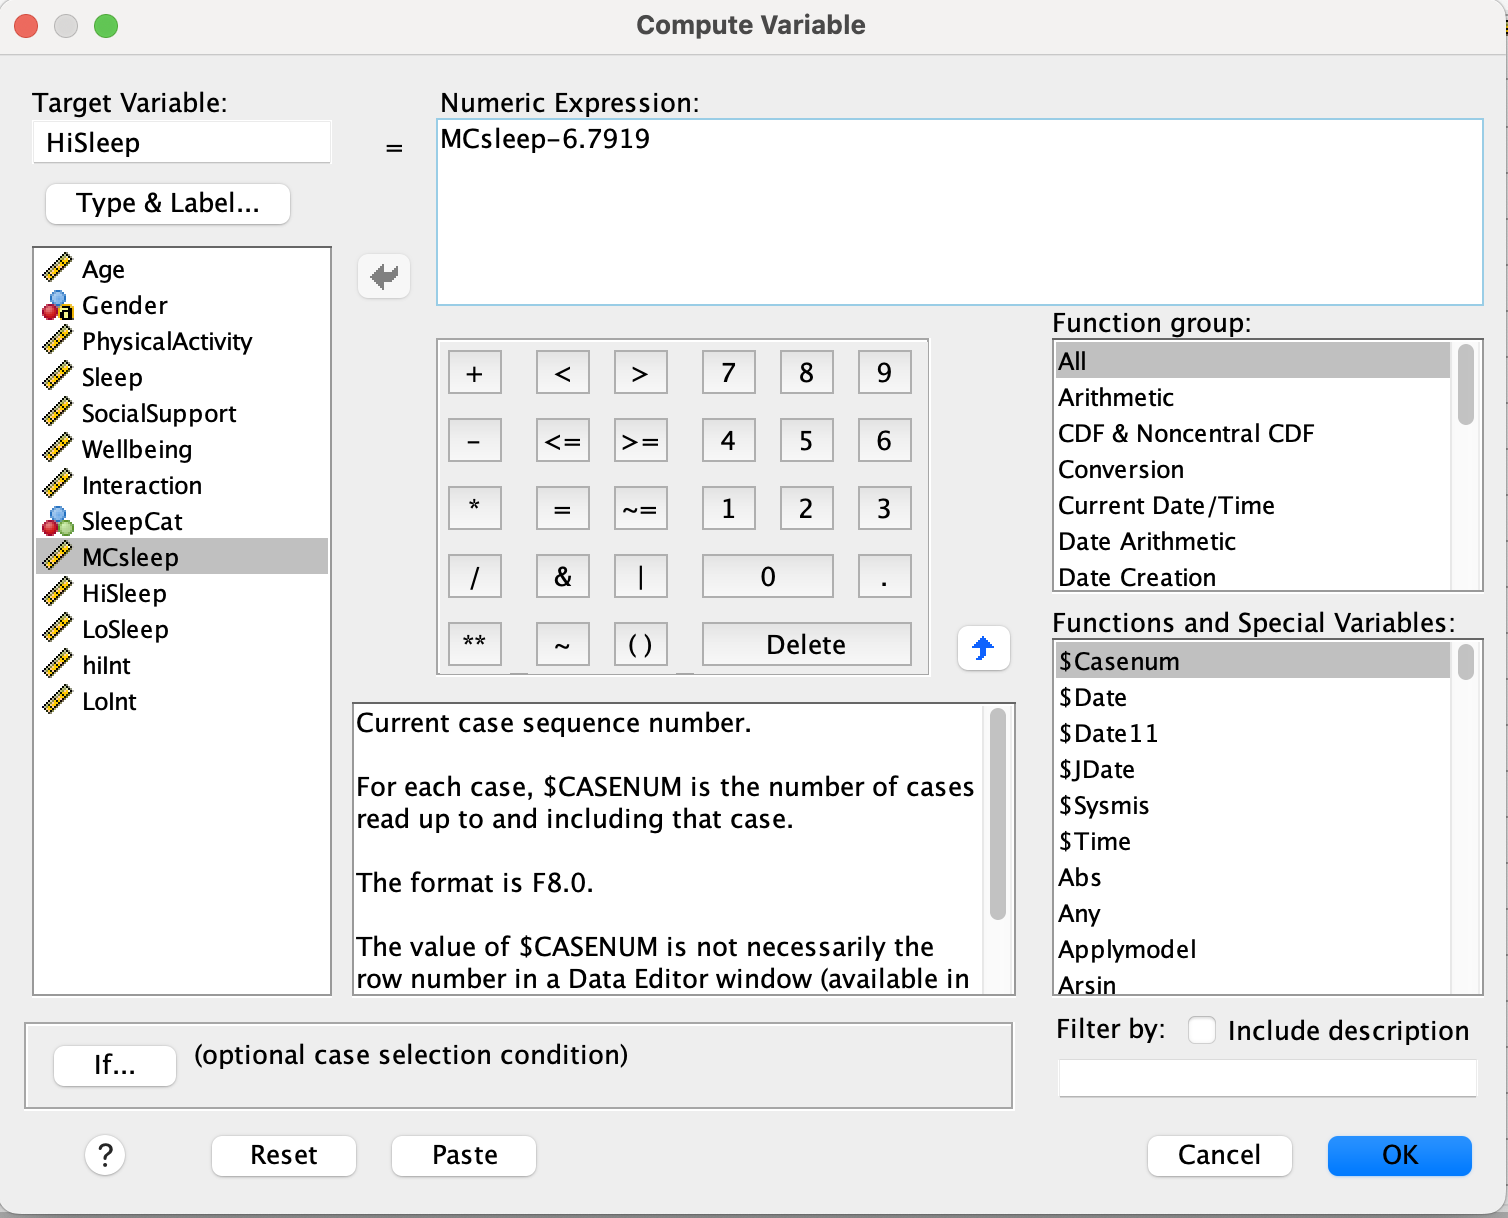 Compute Variable
Target Variable:
HiSleep
Type & Label...
=
Numeric Expression:
MCsleep-6.7919
Age
Gender
PhysicalActivity
Sleep
SocialSupport
Wellbeing
Interaction
SleepCat
MCsleep
HiSleep
LoSleep
hiInt
LoInt
+ < > 7 8 9
- <= >= 4 5 6
* = ~= 1 2 3
/ & | 0 .
** ~ () Delete
Function group:
All
Arithmetic
CDF & Noncentral CDF
Conversion
Current Date/Time
Date Arithmetic
Date Creation
Current case sequence number.
For each case, $CASENUM is the number of cases
read up to and including that case.
The format is F8.0.
The value of $CASENUM is not necessarily the
row number in a Data Editor window (available in
Functions and Special Variables:
$Casenum
$Date
$Date11
$JDate
$Sysmis
$Time
Abs
Any
Applymodel
Arsin
If... (optional case selection condition)
Filter by: Include description
? Reset Paste Cancel OK